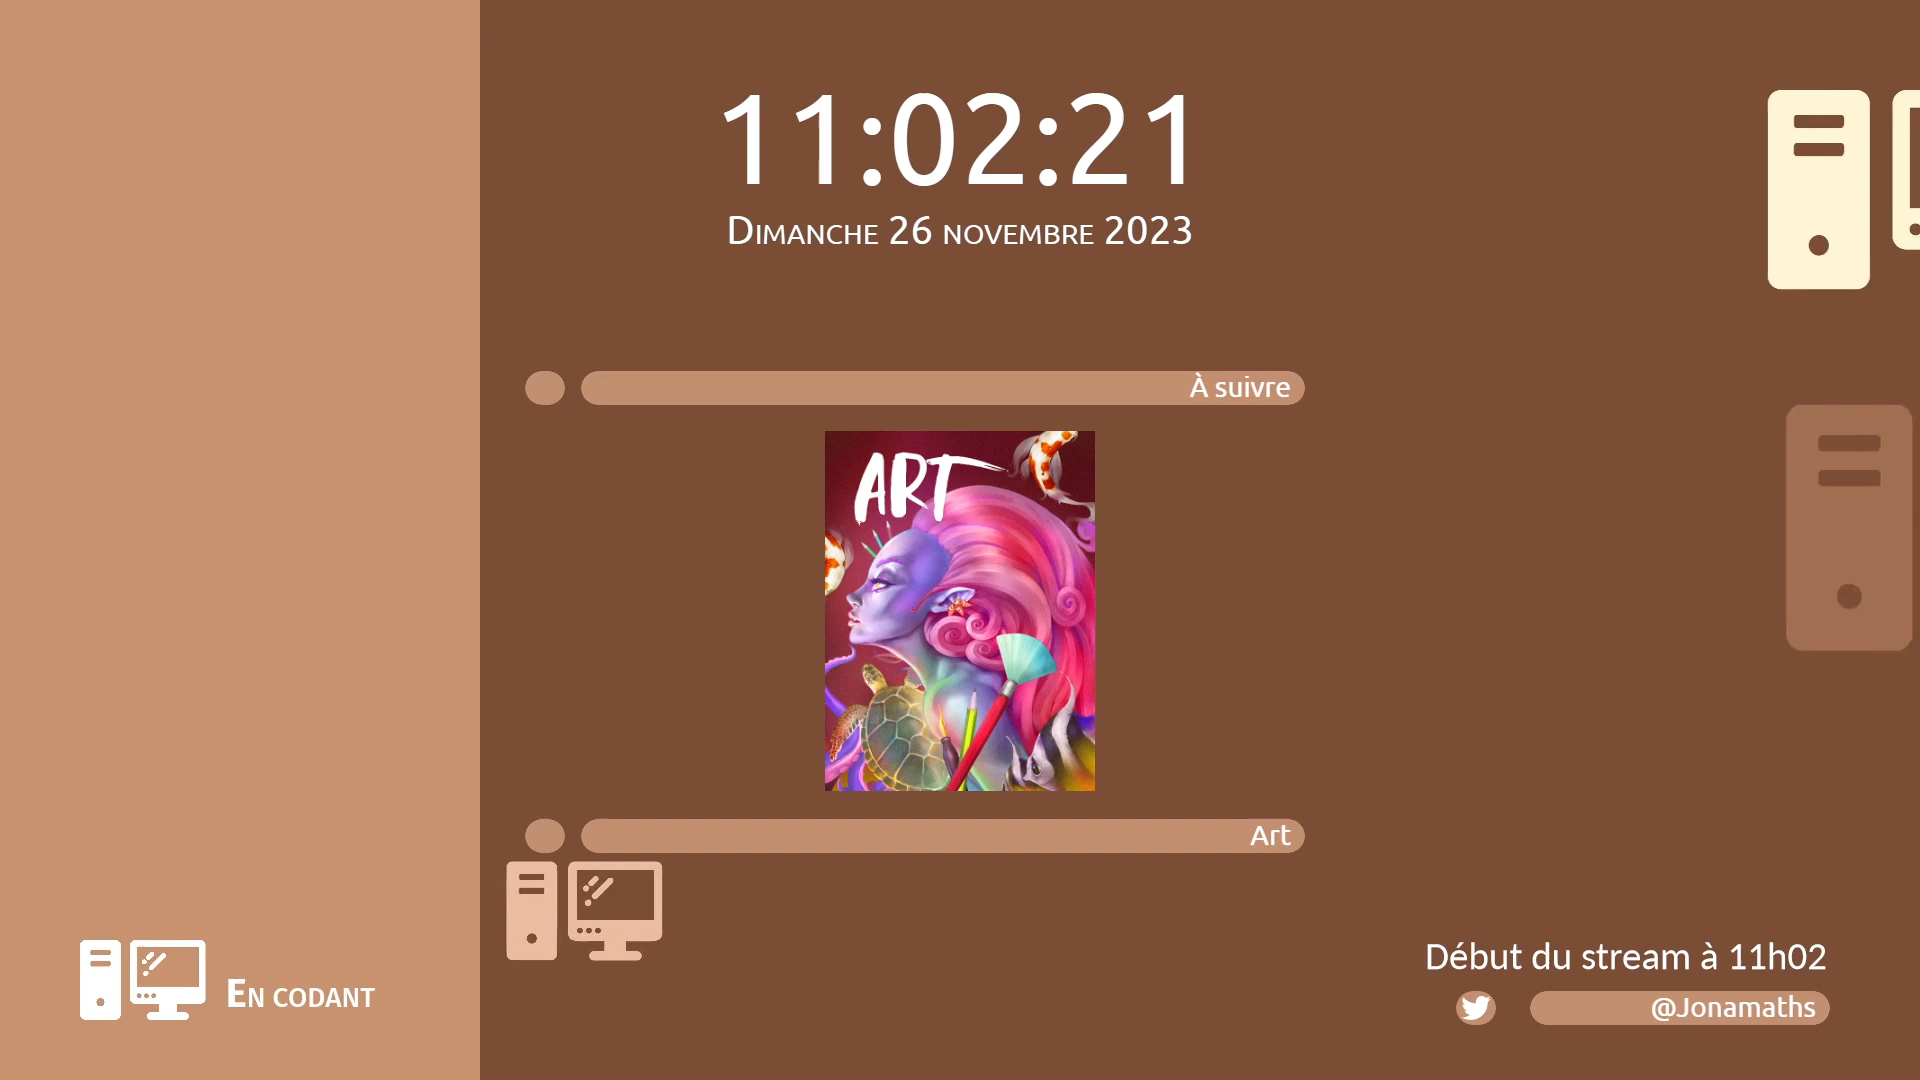 11:02:21
Dimanche 26 novembre 2023
À suivre
ART
Art
En codant
Début du stream à 11h02
@Jonamaths